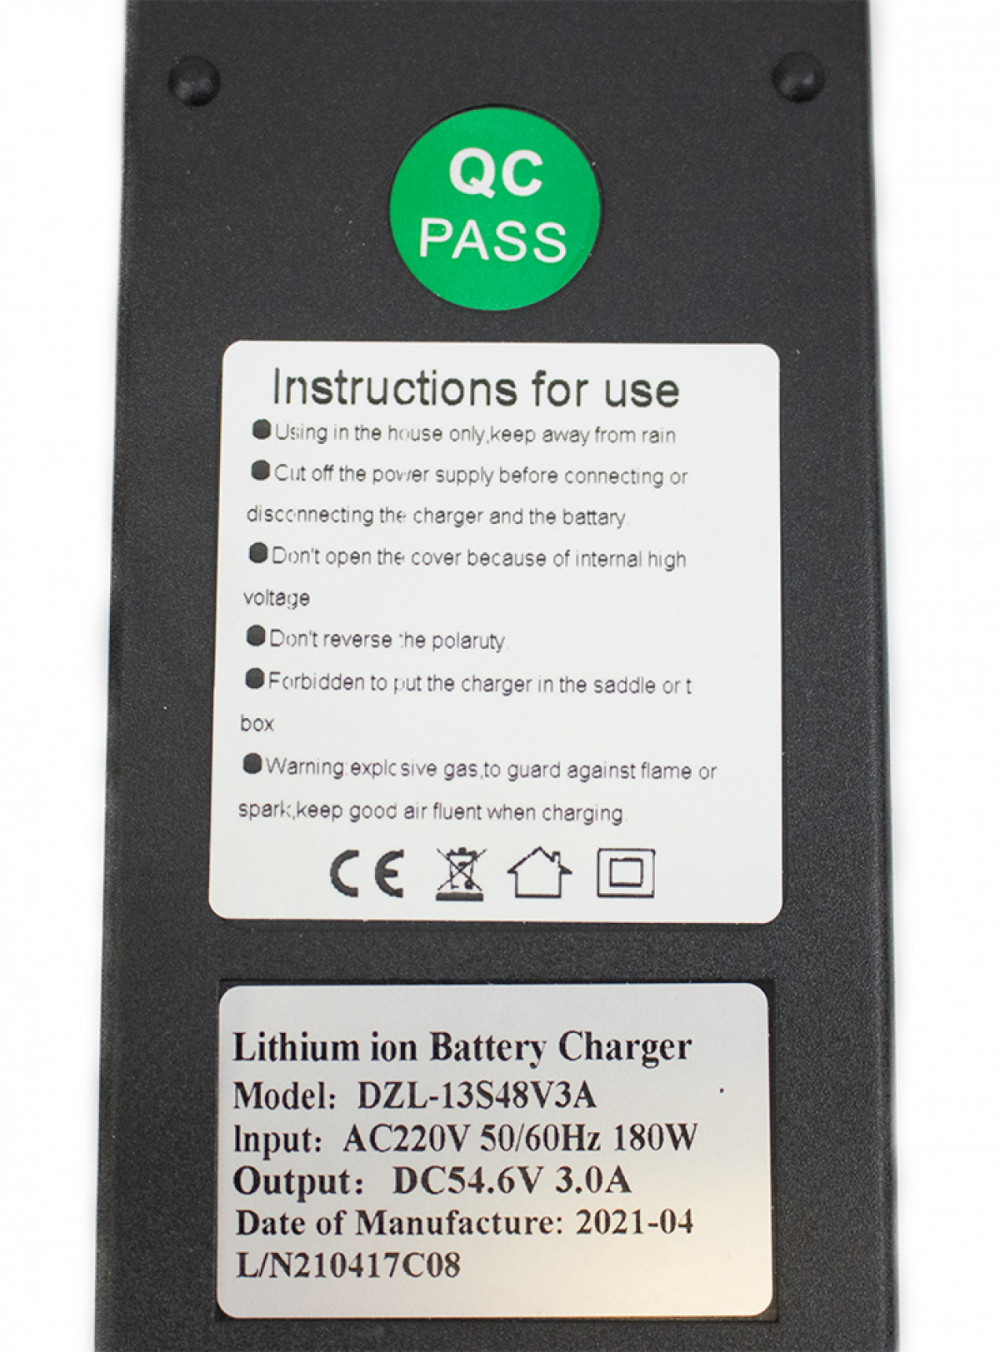 QC
PASS
Instructions for use
●Using in the house only,keep away from rain
●Cut off the power supply before connecting or
disconnecting the charger and the battary.
●Don't open the cover because of internal high
voltage
●Don't reverse the polaruty.
●Forbidden to put the charger in the saddle or t
box
●Warning:explosive gas,to guard against flame or
spark,keep good air fluent when charging.
CE
Lithium ion Battery Charger
Model: DZL-13S48V3A
Input: AC220V 50/60Hz 180W
Output: DC54.6V 3.0A
Date of Manufacture: 2021-04
L/N210417C08